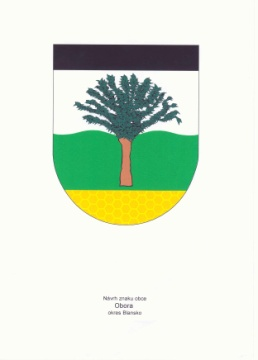 Návrh znaku obce
Obora
okres Blansko